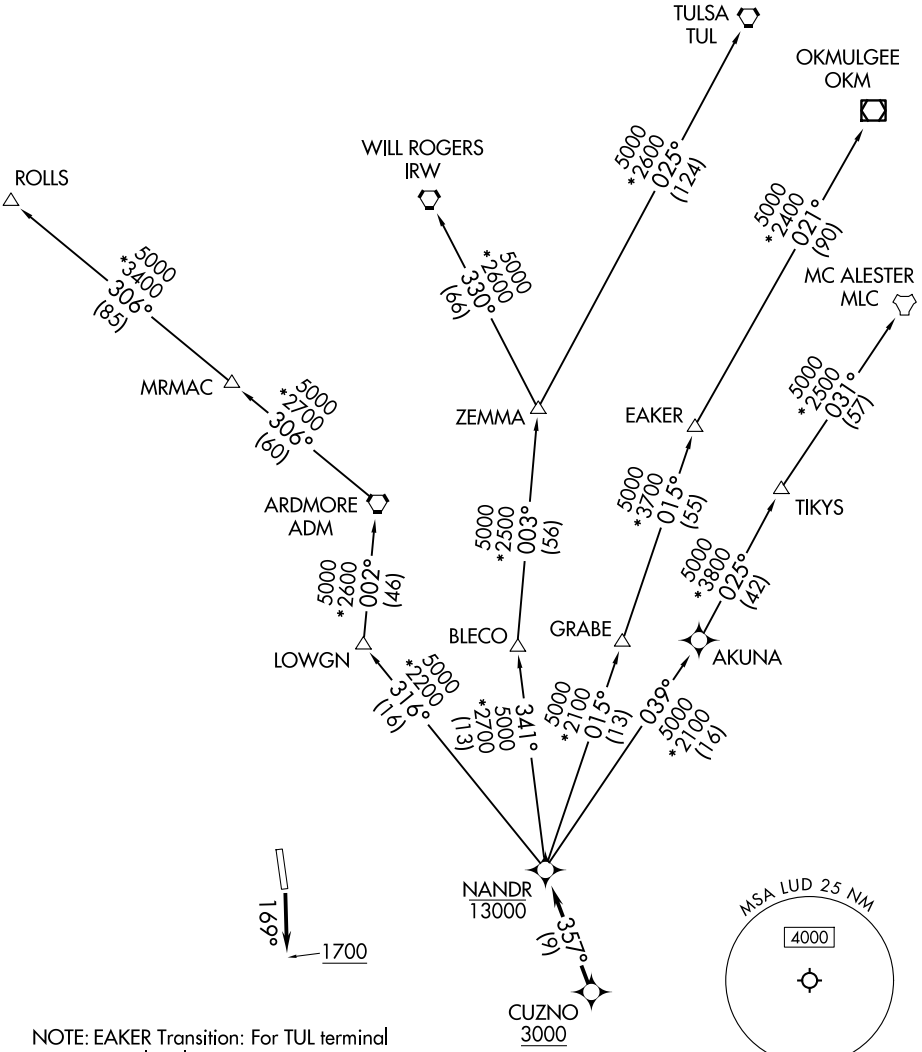 TULSA
TUL
OKMULGEE
OKM
WILL ROGERS
IRW
ROLLS
5000
*2600
025°
(124)
5000
*2400
021°
(90)
MC ALESTER
MLC
5000
*3400
306°
(85)
5000
*2600
330°
(66)
5000
*2500
031°
(57)
MRMAC
5000
*2700
306°
(60)
ZEMMA
EAKER
TIKYS
ARDMORE
ADM
5000
*2500
003°
(56)
5000
*3700
015°
(55)
5000
*3800
025°
(42)
5000
*2600
002°
(46)
LOWGN
BLECO
GRABE
AKUNA
5000
*2200
316°
(16)
341°
5000
*2700
(13)
5000
*2100
015°
(13)
039°
5000
*2100
(16)
NANDR
13000
357°
(9)
CUZNO
3000
169°
1700
MSA LUD 25 NM
4000
NOTE: EAKER Transition: For TUL terminal